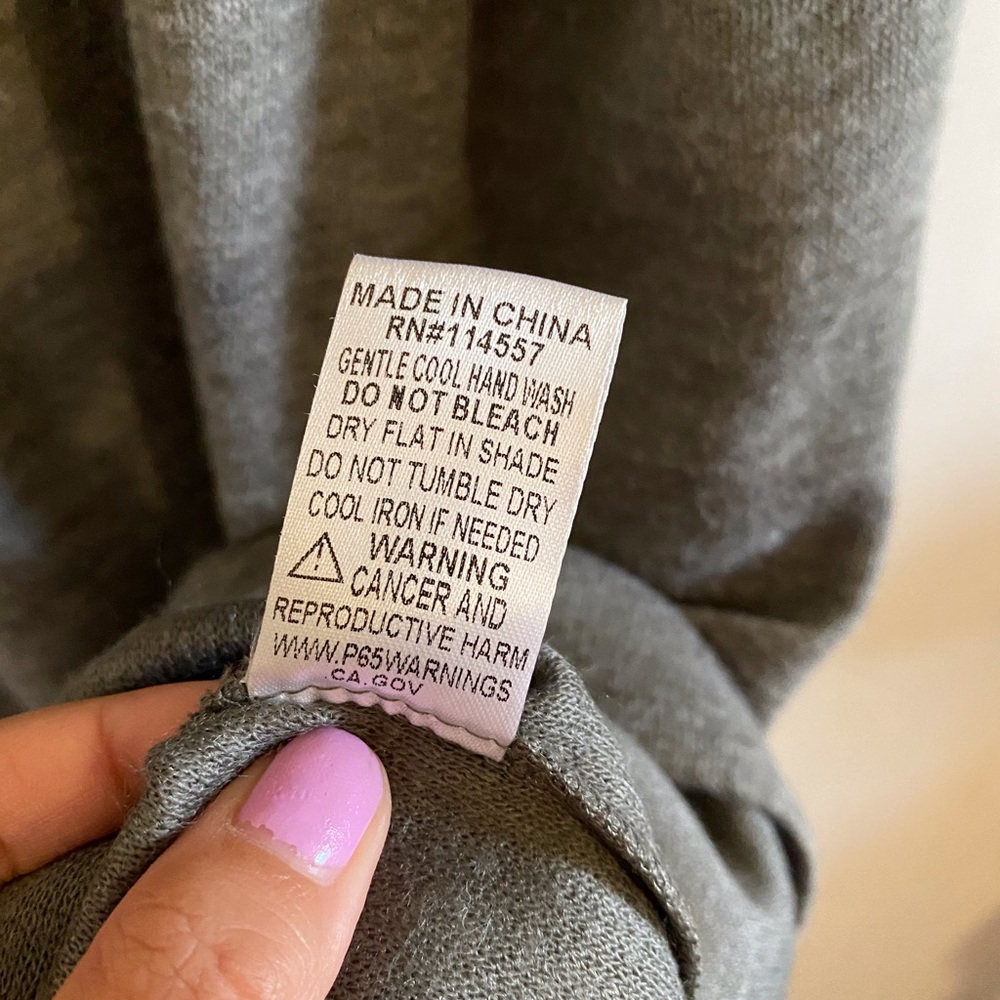 MADE IN CHINA
RN#114557
GENTLE COOL HAND WASH
DO NOT BLEACH
DRY FLAT IN SHADE
DO NOT TUMBLE DRY
COOL IRON IF NEEDED
WARNING
CANCER AND
REPRODUCTIVE HARM
WWW.P65WARNINGS
.CA.GOV